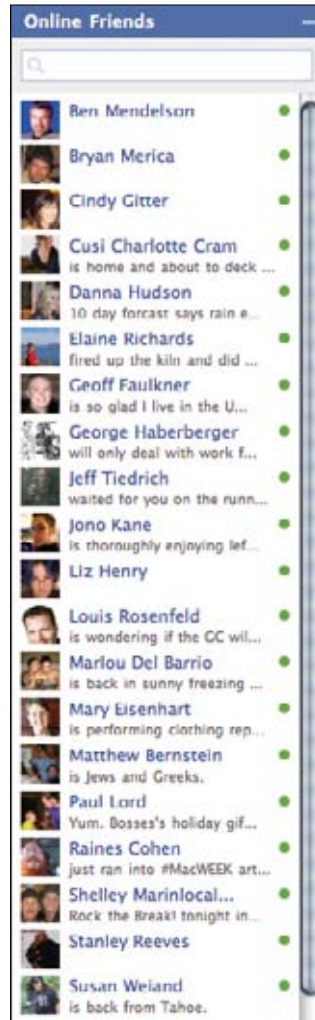 Online Friends
Ben Mendelson
Bryan Merica
Cindy Gitter
Cusi Charlotte Cram
is home and about to deck ...
Danna Hudson
10 day forcast says rain e...
Elaine Richards
fired up the kiln and did ...
Geoff Faulkner
is so glad I live in the U...
George Haberberger
will only deal with work f...
Jeff Tiedrich
waited for you on the runn...
Jono Kane
is thoroughly enjoying lef...
Liz Henry
Louis Rosenfeld
is wondering if the GC wil...
Marlou Del Barrio
is back in sunny freezing ...
Mary Eisenhart
is performing clothing rep...
Matthew Bernstein
is Jews and Greeks.
Paul Lord
Yum. Bosses's holiday gif...
Raines Cohen
just ran into #MacWEEK art...
Shelley Marinlocal...
Rock the Break! tonight in...
Stanley Reeves
Susan Weiand
is back from Tahoe.